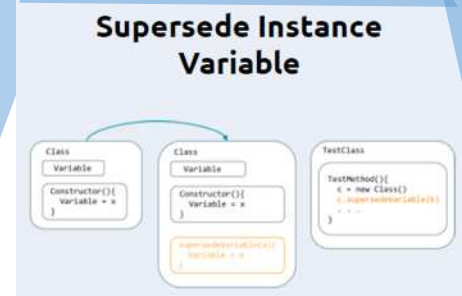 Supersede Instance
Variable
Class
Variable
Constructor(){
Variable = x
}
Class
Variable
Constructor(){
Variable = x
}
supersedeVariable(x){
Variable = x
}
TestClass
TestMethod(){
c = new Class()
c.supersedeVariable(b)
. . .
}